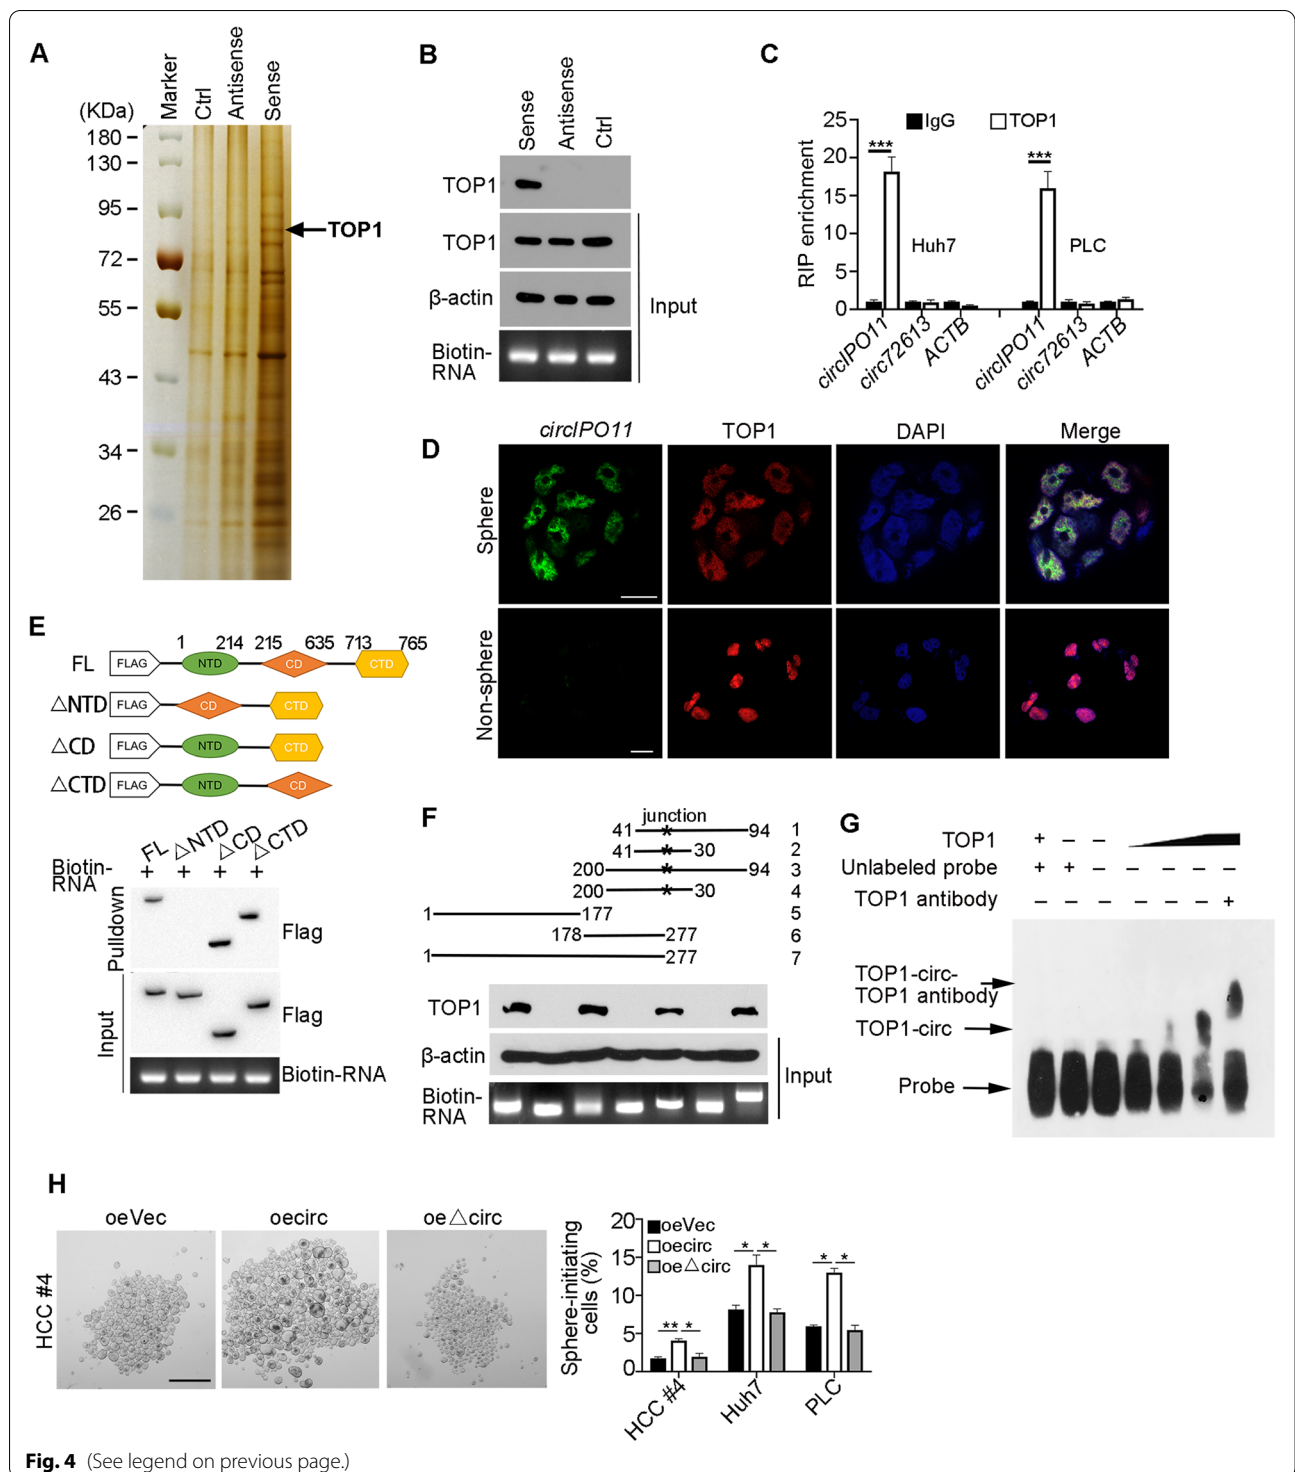 A
Marker
Ctrl
Antisense
Sense
(KDa)
180
130
95
72
55
43
34
26
TOP1
B
Sense
Antisense
Ctrl
TOP1
TOP1
β-actin
Biotin-
RNA
Input
C
RIP enrichment
25
20
15
10
5
0
IgG
TOP1
***
***
Huh7
PLC
circIPO11
circ72613
ACTB
circIPO11
circ72613
ACTB
D
circIPO11
TOP1
DAPI
Merge
Sphere
Non-sphere
E
1 214 215 635 713 765
FL FLAG NTD CD CTD
△NTD FLAG CD CTD
△CD FLAG NTD CTD
△CTD FLAG NTD CD
FL △NTD △CD △CTD
Biotin-
RNA
+ + + +
Pulldown
Flag
Input
Flag
Biotin-RNA
F
junction
41 * 94 1
41 * 30 2
200 * 94 3
200 * 30 4
1 177 5
178 277 6
1 277 7
TOP1
β-actin
Biotin-
RNA
Input
G
TOP1 + − −
Unlabeled probe + + − − − − −
TOP1 antibody − − − − − − +
TOP1-circ-
TOP1 antibody
TOP1-circ
Probe
H
oeVec
oecirc
oe△circ
HCC #4
Sphere-initiating
cells (%)
20
15
10
5
0
oeVec
oecirc
oe△circ
** *
* *
* *
HCC #4
Huh7
PLC
Fig. 4 (See legend on previous page.)